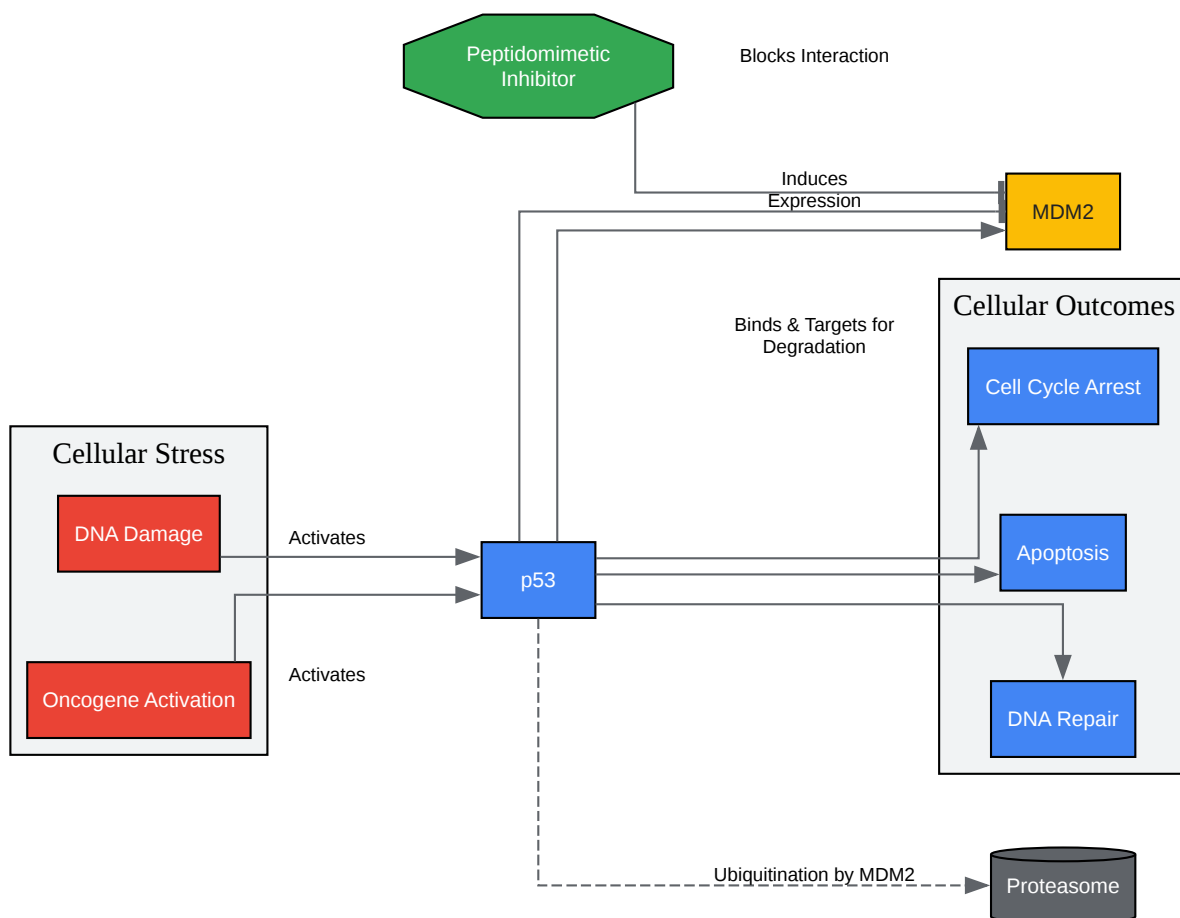 Peptidomimetic
Inhibitor
Blocks Interaction
Induces
Expression
MDM2
Binds & Targets for
Degradation
Cellular Outcomes
Cell Cycle Arrest
Cellular Stress
DNA Damage
Activates
p53
Apoptosis
Oncogene Activation
Activates
DNA Repair
Ubiquitination by MDM2
Proteasome